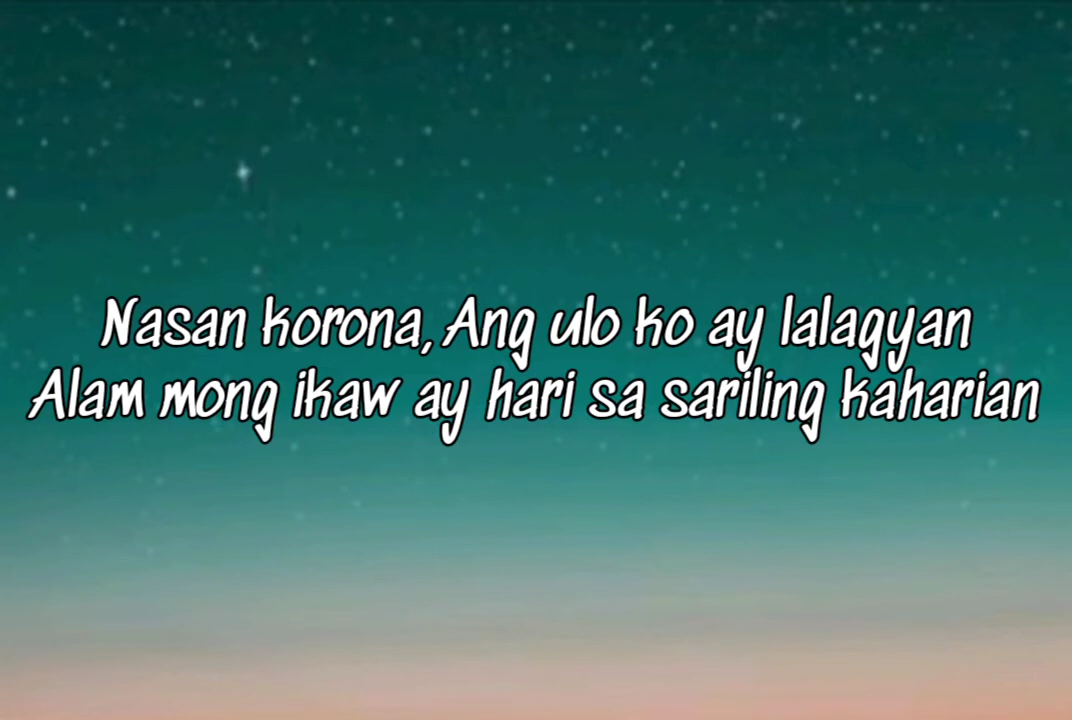 Nasan korona, Ang ulo ko ay lalagyan
Alam mong ikaw ay hari sa sariling kaharian